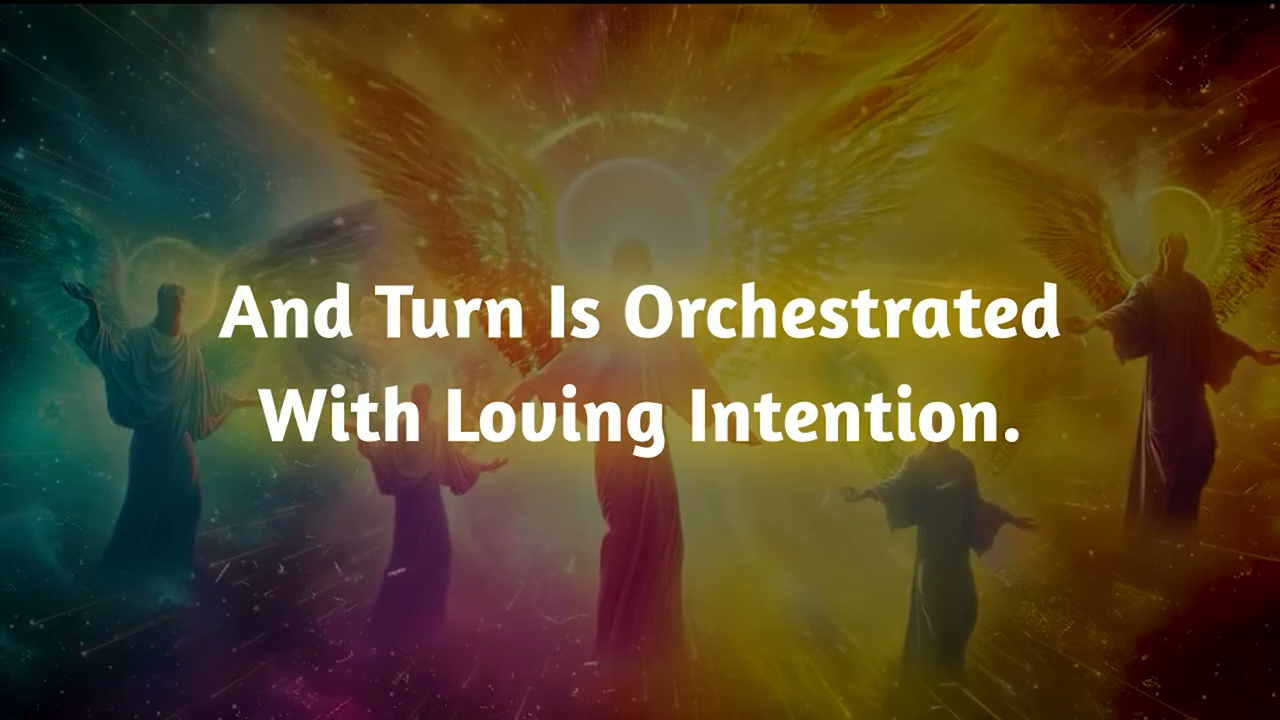 And Turn Is Orchestrated
With Loving Intention.